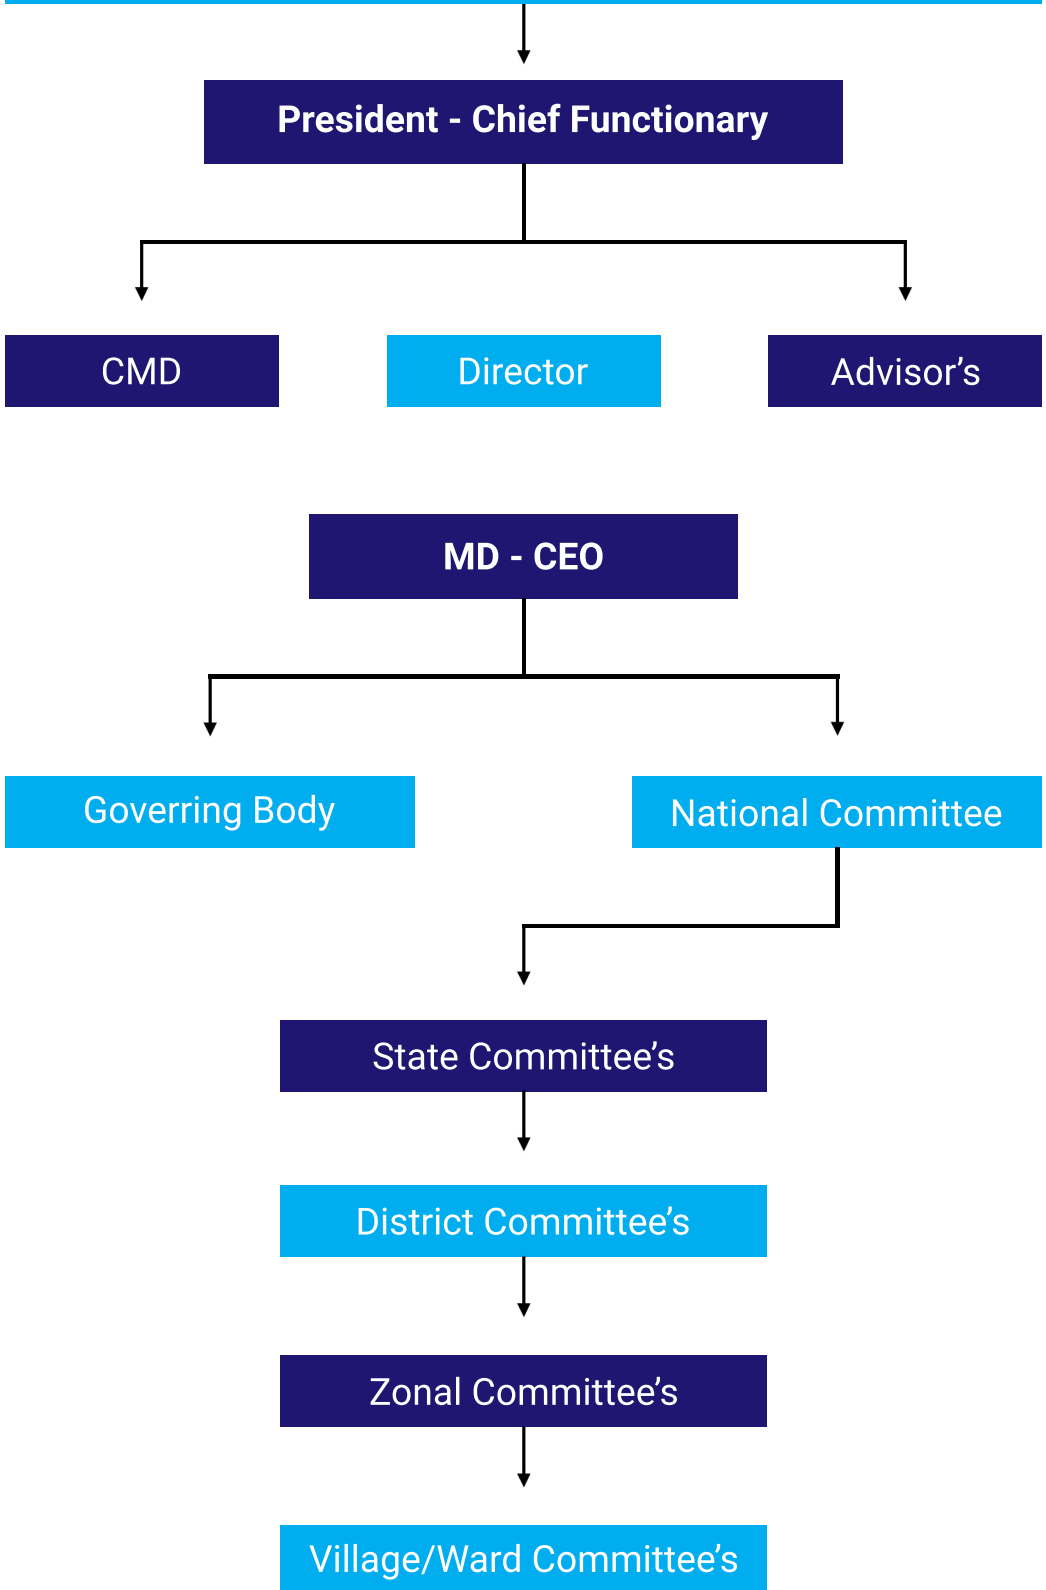 President - Chief Functionary
CMD
Director
Advisor’s
MD - CEO
Goverring Body
National Committee
State Committee’s
District Committee’s
Zonal Committee’s
Village/Ward Committee’s